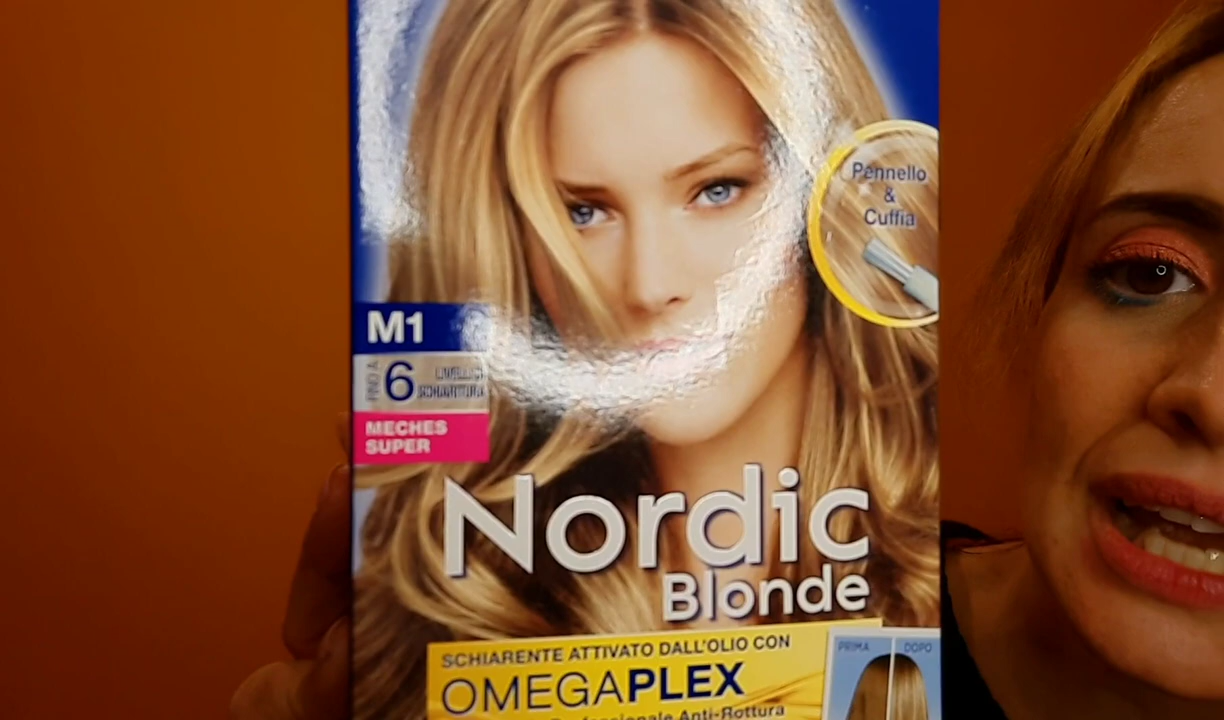 Pennello
&
Cuffia
M1
FINO A
6
LIVELLI DI
SCHIARITURA
MECHES
SUPER
Nordic
Blonde
SCHIARENTE ATTIVATO DALL'OLIO CON
OMEGAPLEX
Professionale Anti-Rottura
PRIMA
DOPO